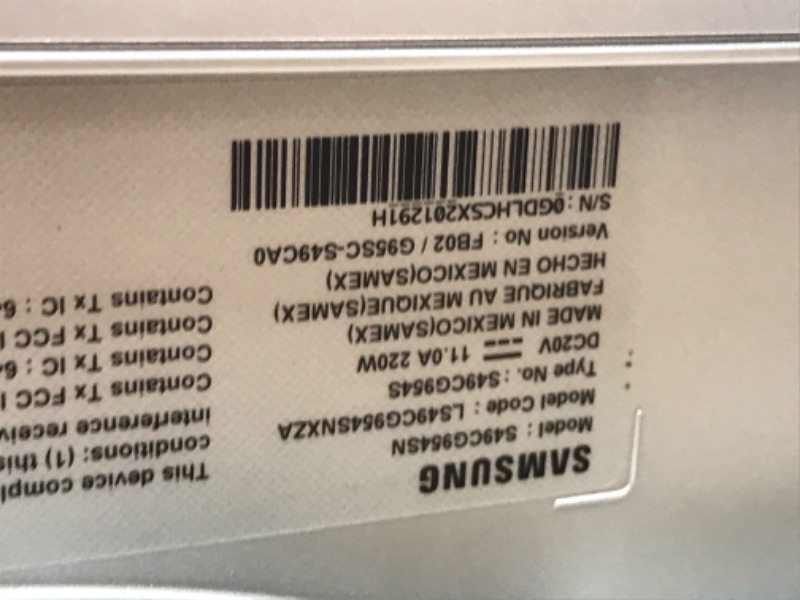 SAMSUNG
Model : S49CG954SN
Model Code : LS49CG954SNXZA
Type No. : S49CG954S
DC20V 11.0A 220W
MADE IN MEXICO(SAMEX)
FABRIQUE AU MEXIQUE(SAMEX)
HECHO EN MEXICO(SAMEX)
Version No : FB02 / G95SC-S49CA0
S/N : 0GDLHCSX201291H
This device compl
conditions: (1) this
interference receiv
Contains Tx FCC I
Contains Tx IC : 6
Contains Tx FCC I
Contains Tx IC : 64